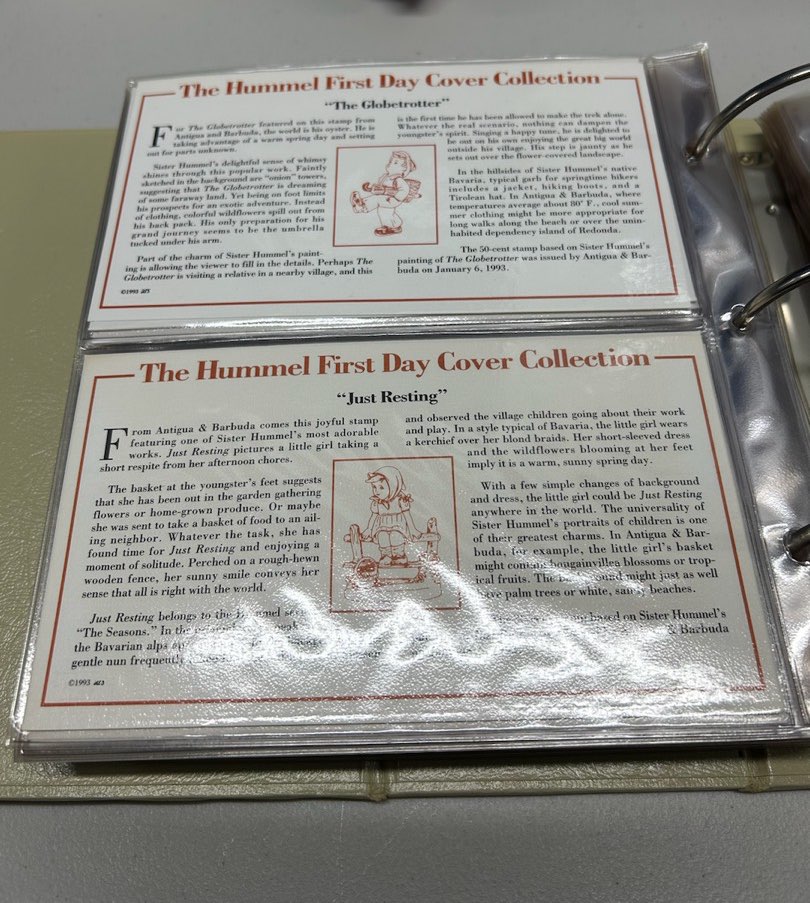 The Hummel First Day Cover Collection
“The Globetrotter”
For The Globetrotter featured on this stamp from
Antigua and Barbuda, the world is his oyster. He is
taking advantage of a warm spring day and setting
out for parts unknown.
Sister Hummel’s delightful sense of whimsy
shines through this popular work. Faintly
sketched in the background are “onion” towers,
suggesting that The Globetrotter is dreaming
of some faraway land. Yet being on foot limits
his prospects for an exotic adventure. Instead
of clothing, colorful wildflowers spill out from
his back pack. His only preparation for his
grand journey seems to be the umbrella
tucked under his arm.
Part of the charm of Sister Hummel’s paint-
ing is allowing the viewer to fill in the details. Perhaps The
Globetrotter is visiting a relative in a nearby village, and this
©1993
is the first time he has been allowed to make the trek alone.
Whatever the real scenario, nothing can dampen the
youngster’s spirit. Singing a happy tune, he is delighted to
be out on his own enjoying the great big world
outside his village. His step is jaunty as he
sets out over the flower-covered landscape.
In the hillsides of Sister Hummel’s native
Bavaria, typical garb for springtime hikers
includes a jacket, hiking boots, and a
Tirolean hat. In Antigua & Barbuda, where
temperatures average about 80° F., cool sum-
mer clothing might be more appropriate for
long walks along the beach or over the unin-
habited dependency island of Redonda.
The 50-cent stamp based on Sister Hummel’s
painting of The Globetrotter was issued by Antigua & Bar-
buda on January 6, 1993.
The Hummel First Day Cover Collection
“Just Resting”
From Antigua & Barbuda comes this joyful stamp
featuring one of Sister Hummel’s most adorable
works. Just Resting pictures a little girl taking a
short respite from her afternoon chores.
The basket at the youngster’s feet suggests
that she has been out in the garden gathering
flowers or home-grown produce. Or maybe
she was sent to take a basket of food to an ail-
ing neighbor. Whatever the task, she has
found time for Just Resting and enjoying a
moment of solitude. Perched on a rough-hewn
wooden fence, her sunny smile conveys her
sense that all is right with the world.
Just Resting belongs to the Hummel
“The Seasons.” In the
the Bavarian alps
gentle nun frequently
©1993
and observed the village children going about their work
and play. In a style typical of Bavaria, the little girl wears
a kerchief over her blond braids. Her short-sleeved dress
and the wildflowers blooming at her feet
imply it is a warm, sunny spring day.
With a few simple changes of background
and dress, the little girl could be Just Resting
anywhere in the world. The universality of
Sister Hummel’s portraits of children is one
of their greatest charms. In Antigua & Bar-
buda, for example, the little girl’s basket
might contain bougainvillea blossoms or trop-
ical fruits. The background might just as well
have palm trees or white, sandy beaches.
based on Sister Hummel’s
& Barbuda